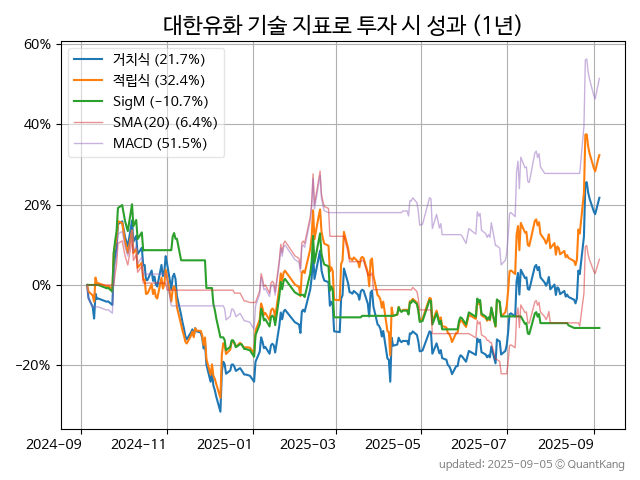 대한유화 기술 지표로 투자 시 성과 (1년)
60%
40%
20%
0%
−20%
거치식 (21.7%)
적립식 (32.4%)
SigM (−10.7%)
SMA(20) (6.4%)
MACD (51.5%)
2024-09
2024-11
2025-01
2025-03
2025-05
2025-07
2025-09
updated: 2025-09-05 ⓒ QuantKang